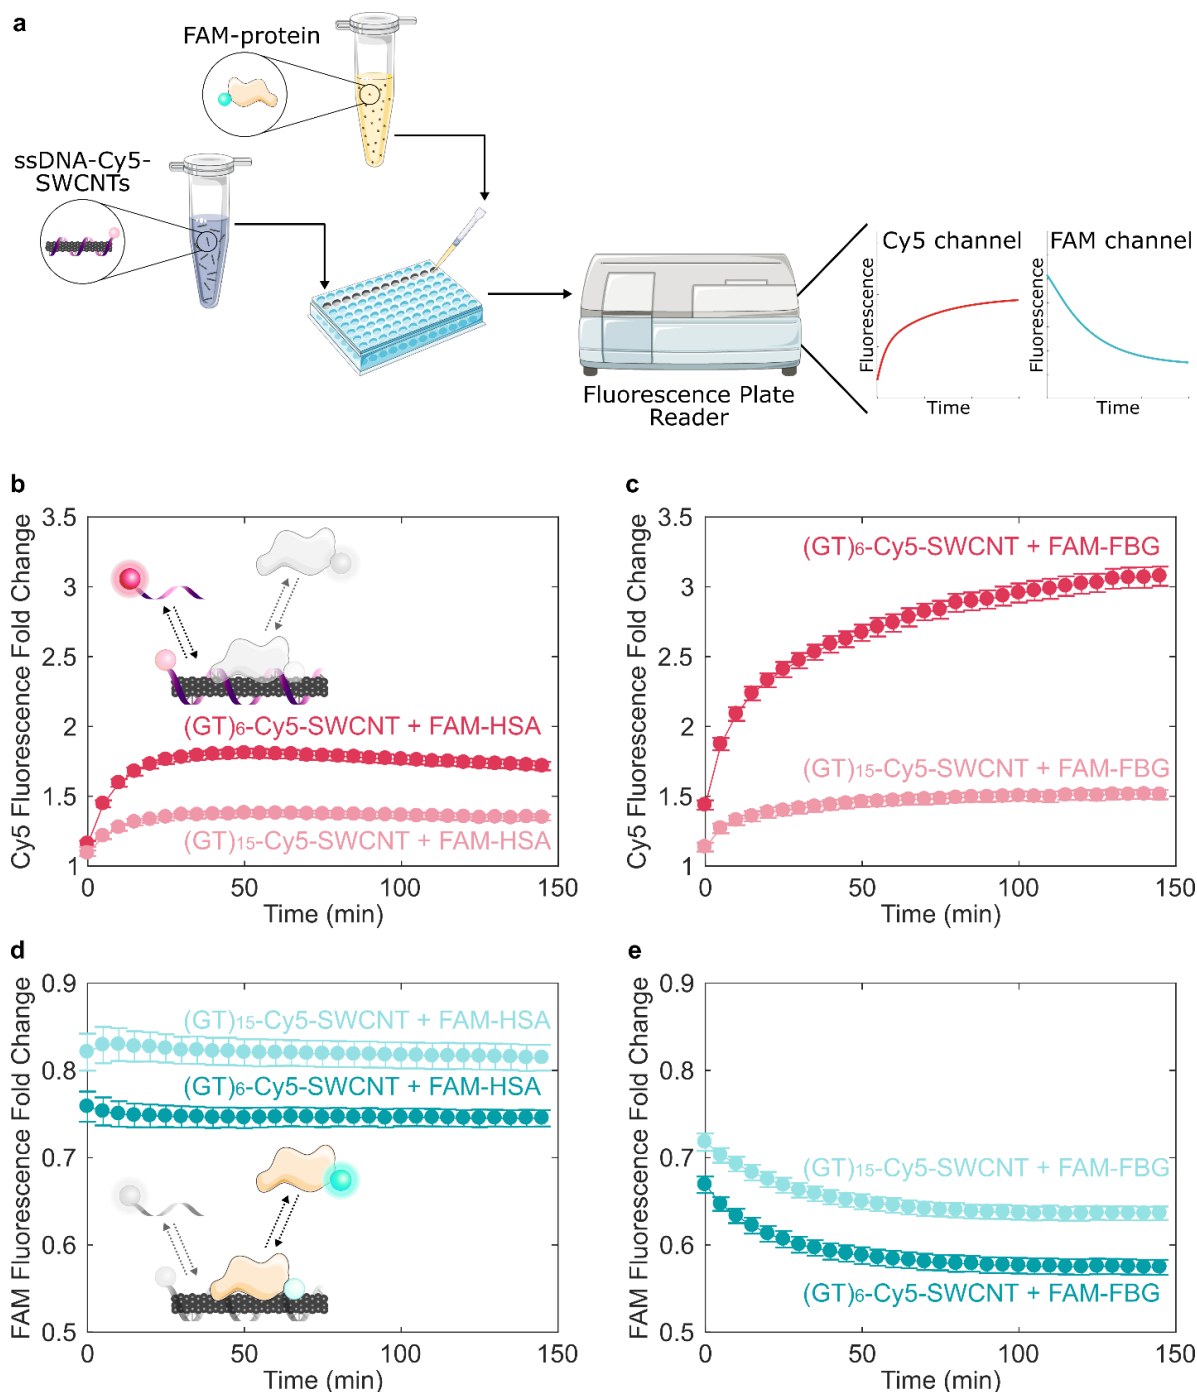 a
FAM-protein
ssDNA-Cy5-
SWCNTs
Fluorescence Plate
Reader
Cy5 channel
Fluorescence
Time
FAM channel
Fluorescence
Time
b
Cy5 Fluorescence Fold Change
3.5
3
2.5
2
1.5
1
(GT)₆-Cy5-SWCNT + FAM-HSA
(GT)₁₅-Cy5-SWCNT + FAM-HSA
0
50
100
150
Time (min)
c
Cy5 Fluorescence Fold Change
3.5
3
2.5
2
1.5
1
(GT)₆-Cy5-SWCNT + FAM-FBG
(GT)₁₅-Cy5-SWCNT + FAM-FBG
0
50
100
150
Time (min)
d
FAM Fluorescence Fold Change
0.9
0.8
0.7
0.6
0.5
(GT)₁₅-Cy5-SWCNT + FAM-HSA
(GT)₆-Cy5-SWCNT + FAM-HSA
0
50
100
150
Time (min)
e
FAM Fluorescence Fold Change
0.9
0.8
0.7
0.6
0.5
(GT)₁₅-Cy5-SWCNT + FAM-FBG
(GT)₆-Cy5-SWCNT + FAM-FBG
0
50
100
150
Time (min)